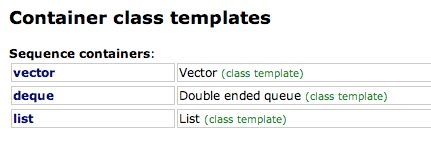 Container class templates
Sequence containers:
vector Vector (class template)
deque Double ended queue (class template)
list List (class template)